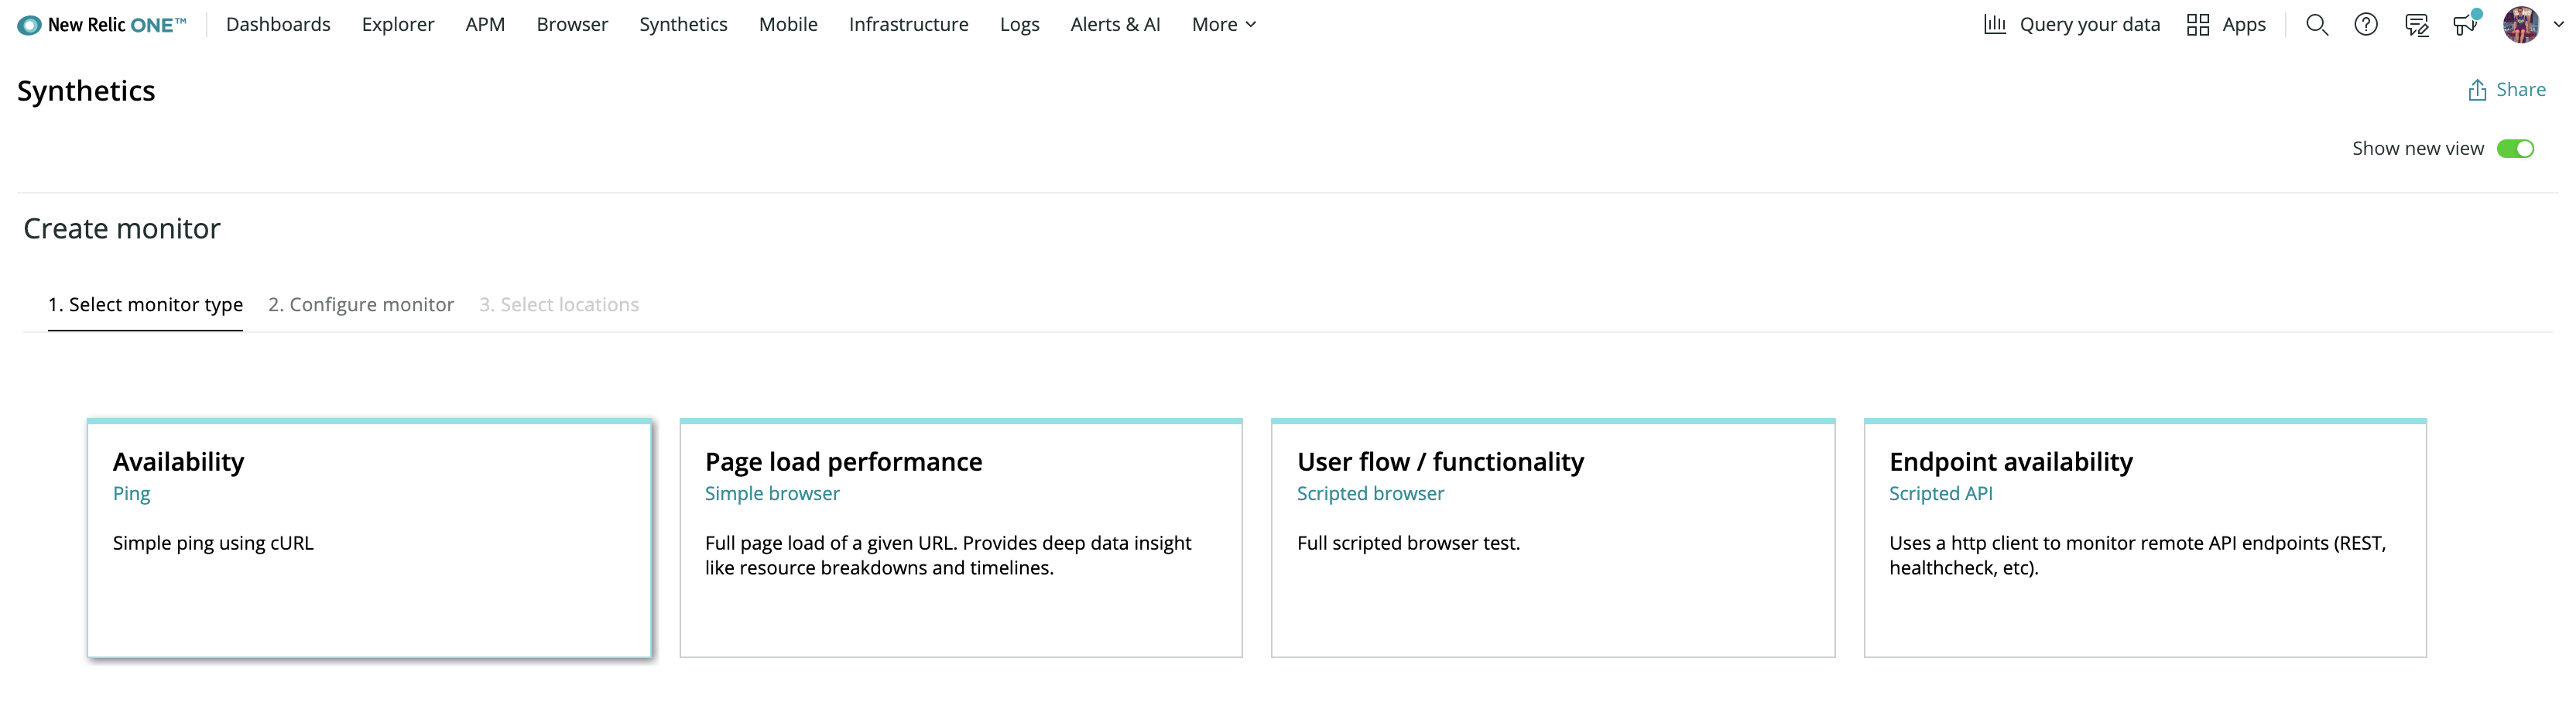 New Relic ONE™ Dashboards Explorer APM Browser Synthetics Mobile Infrastructure Logs Alerts & AI More Query your data Apps
Synthetics
Share
Show new view
Create monitor
1. Select monitor type 2. Configure monitor 3. Select locations
Availability
Ping
Simple ping using cURL
Page load performance
Simple browser
Full page load of a given URL. Provides deep data insight
like resource breakdowns and timelines.
User flow / functionality
Scripted browser
Full scripted browser test.
Endpoint availability
Scripted API
Uses a http client to monitor remote API endpoints (REST,
healthcheck, etc).